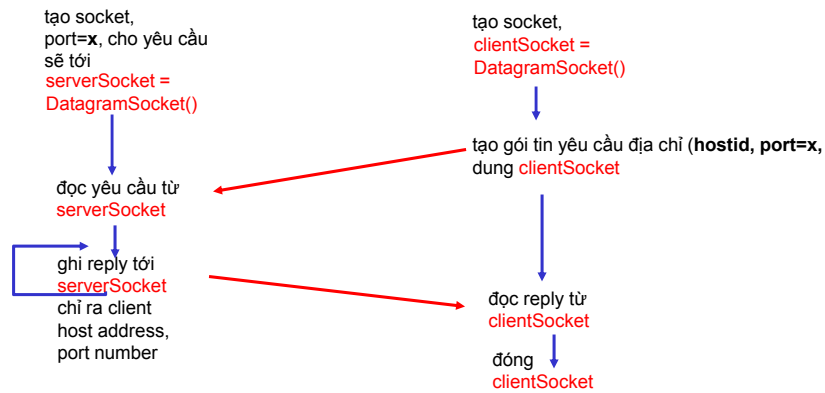 tạo socket,
port=x, cho yêu cầu
sẽ tới
serverSocket =
DatagramSocket()
đọc yêu cầu từ
serverSocket
ghi reply tới
serverSocket
chỉ ra client
host address,
port number
tạo socket,
clientSocket =
DatagramSocket()
tạo gói tin yêu cầu địa chỉ (hostid, port=x,
dung clientSocket
đọc reply từ
clientSocket
đóng
clientSocket